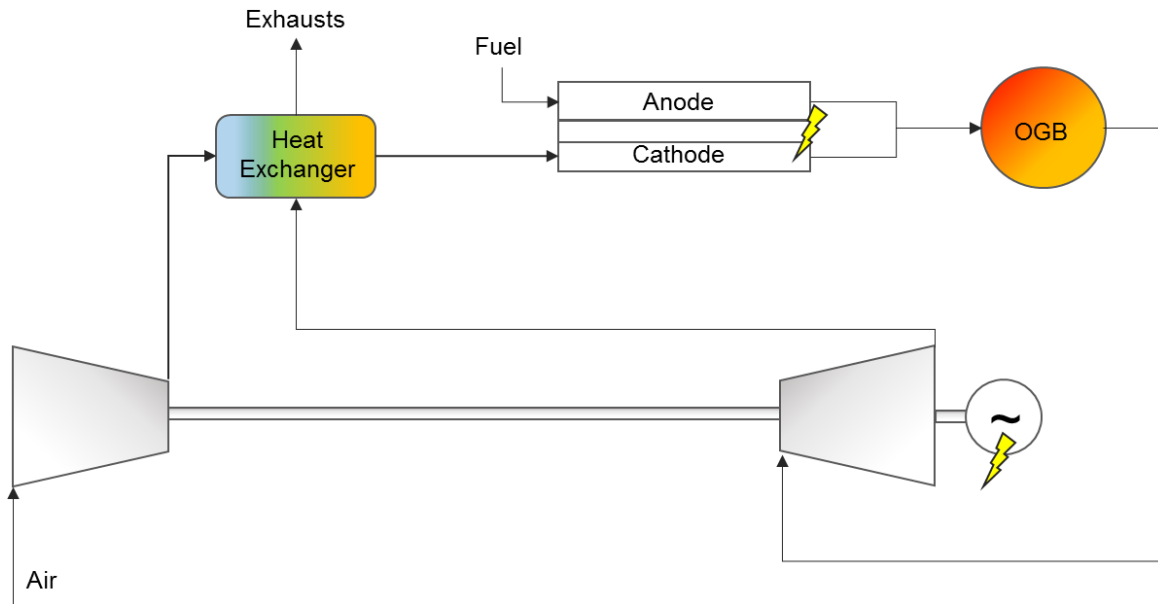 Exhausts
Fuel
Anode
Heat
Exchanger
Cathode
OGB
~
Air